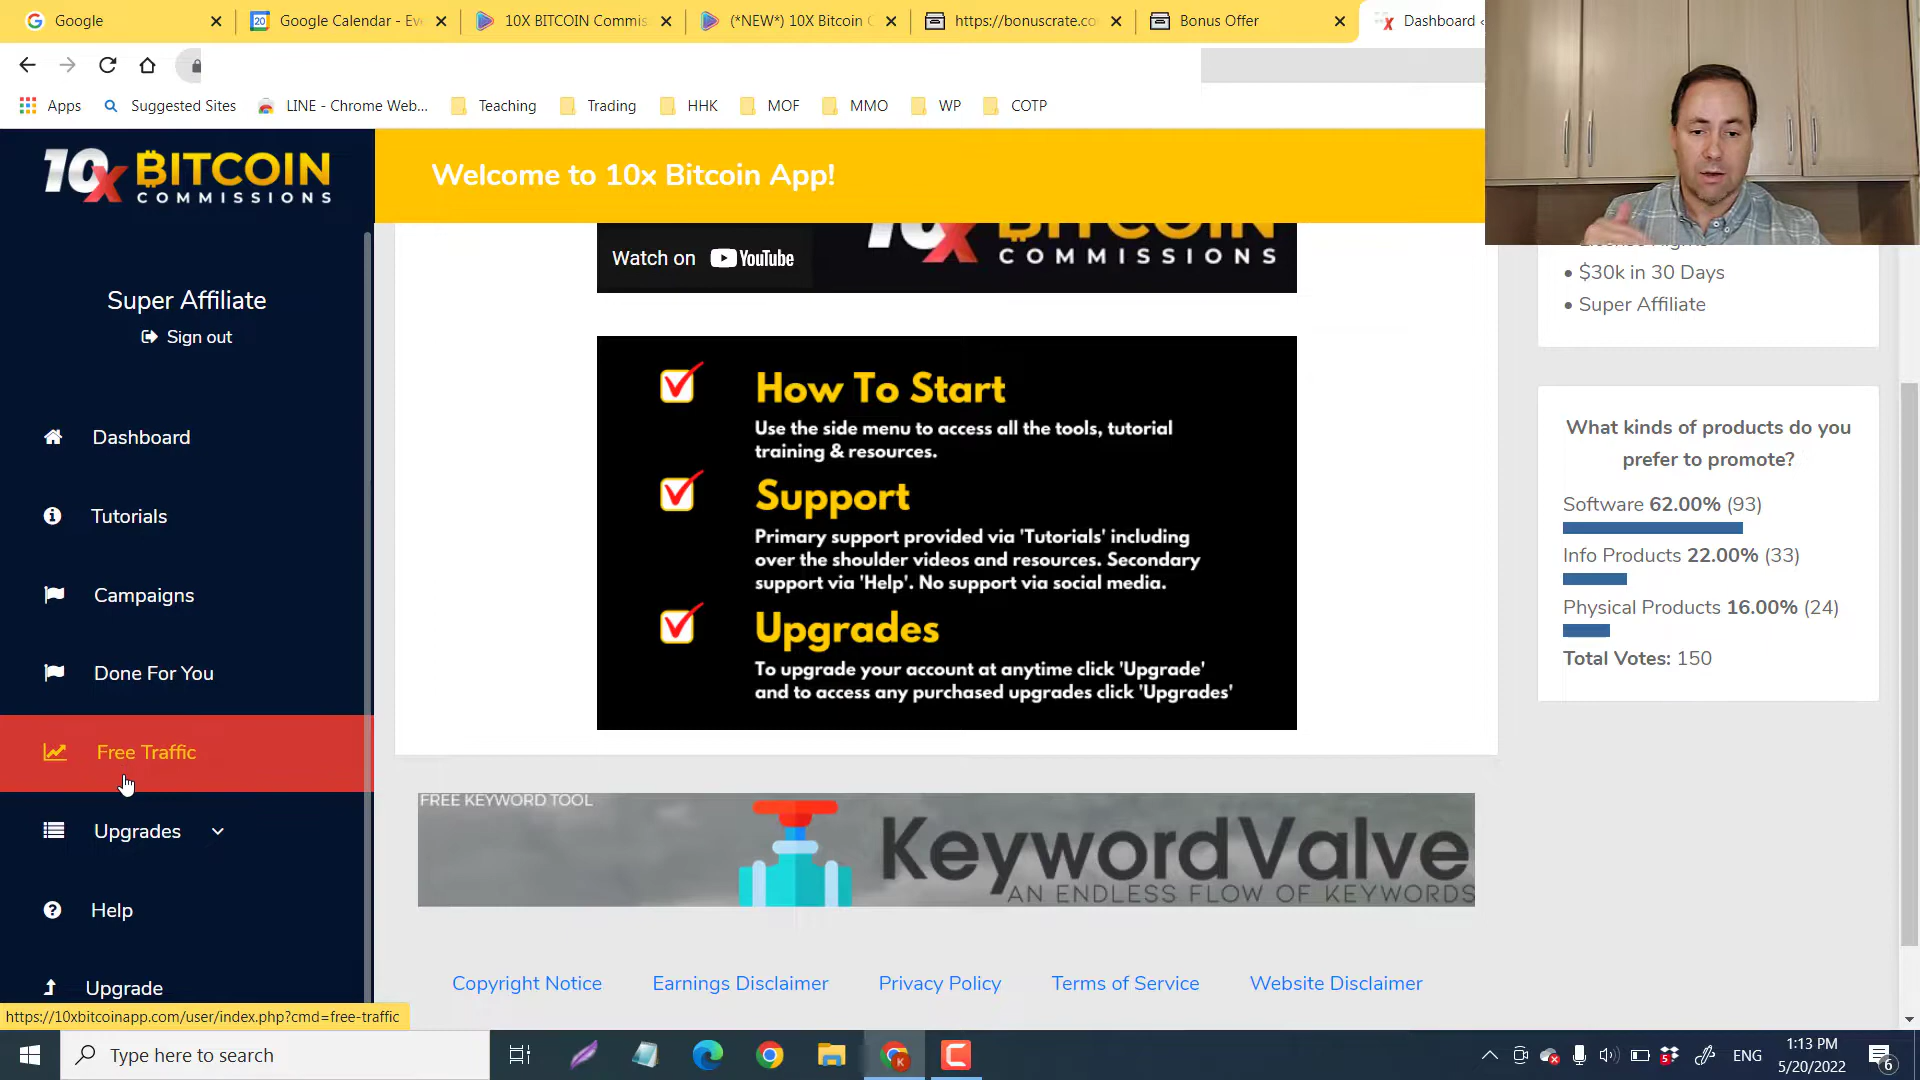 Google
Google Calendar - Eve
10X BITCOIN Commis
(*NEW*) 10X Bitcoin C
https://bonuscrate.co
Bonus Offer
Dashboard ‹
Apps
Suggested Sites
LINE - Chrome Web...
Teaching
Trading
HHK
MOF
MMO
WP
COTP
10x BITCOIN
COMMISSIONS
Super Affiliate
Sign out
Dashboard
Tutorials
Campaigns
Done For You
Free Traffic
Upgrades
Help
Upgrade
https://10xbitcoinapp.com/user/index.php?cmd=free-traffic
Welcome to 10x Bitcoin App!
Watch on YouTube
10x BITCOIN
COMMISSIONS
How To Start
Use the side menu to access all the tools, tutorial
training & resources.
Support
Primary support provided via 'Tutorials' including
over the shoulder videos and resources. Secondary
support via 'Help'. No support via social media.
Upgrades
To upgrade your account at anytime click 'Upgrade'
and to access any purchased upgrades click 'Upgrades'
• $30k in 30 Days
• Super Affiliate
What kinds of products do you
prefer to promote?
Software 62.00% (93)
Info Products 22.00% (33)
Physical Products 16.00% (24)
Total Votes: 150
FREE KEYWORD TOOL
KeywordValve
AN ENDLESS FLOW OF KEYWORDS
Copyright Notice
Earnings Disclaimer
Privacy Policy
Terms of Service
Website Disclaimer
Type here to search
K
5
ENG
1:13 PM
5/20/2022
6